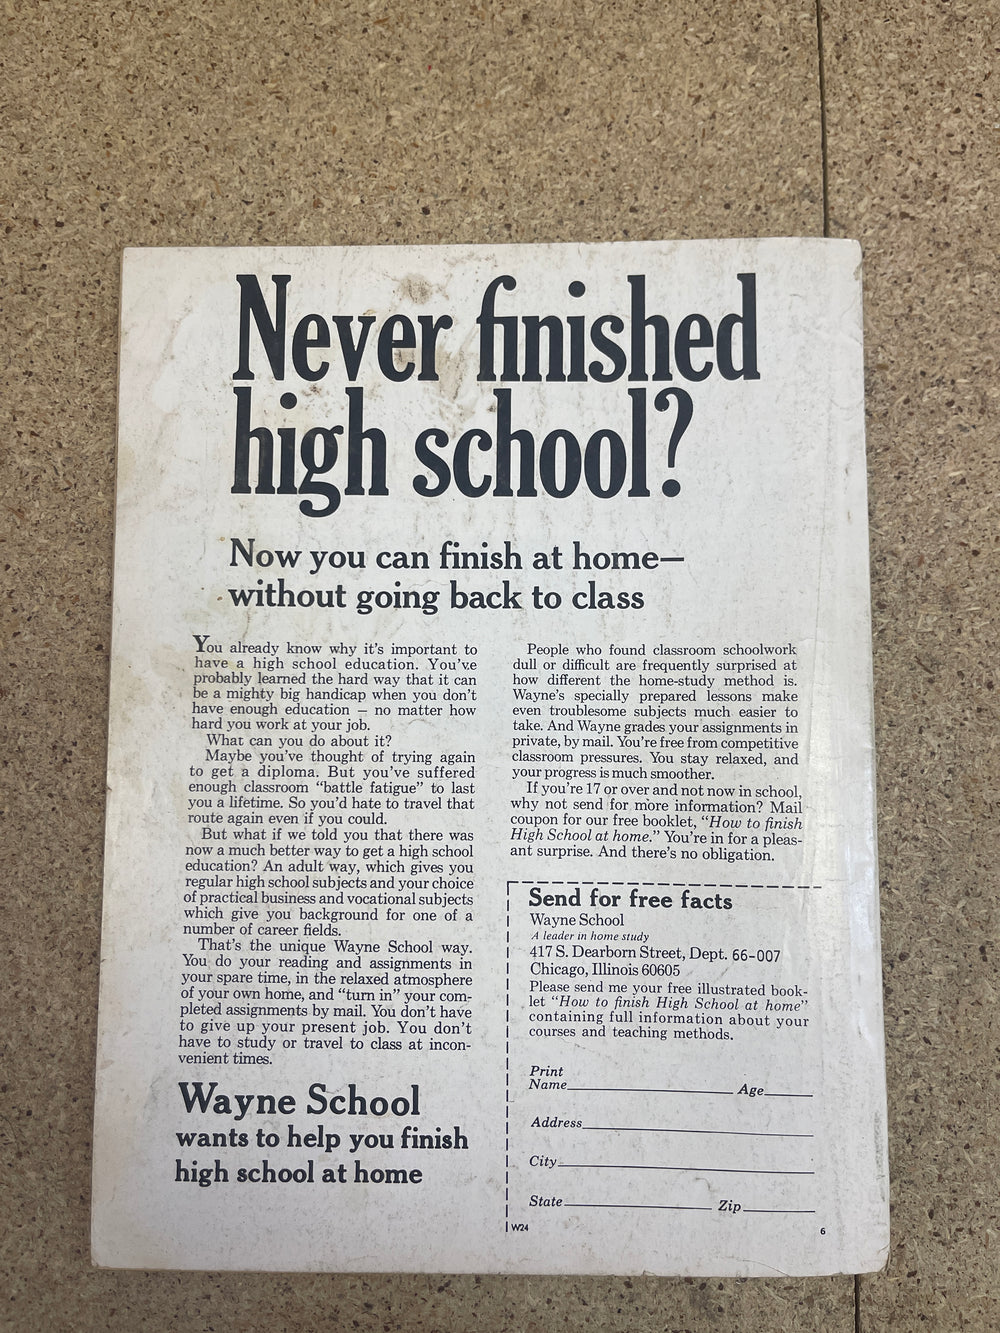 Never finished
high school?
Now you can finish at home—
without going back to class
You already know why it's important to
have a high school education. You've
probably learned the hard way that it can
be a mighty big handicap when you don't
have enough education — no matter how
hard you work at your job.
What can you do about it?
Maybe you've thought of trying again
to get a diploma. But you've suffered
enough classroom "battle fatigue" to last
you a lifetime. So you'd hate to travel that
route again even if you could.
But what if we told you that there was
now a much better way to get a high school
education? An adult way, which gives you
regular high school subjects and your choice
of practical business and vocational subjects
which give you background for one of a
number of career fields.
That's the unique Wayne School way.
You do your reading and assignments in
your spare time, in the relaxed atmosphere
of your own home, and "turn in" your com-
pleted assignments by mail. You don't have
to give up your present job. You don't
have to study or travel to class at incon-
venient times.
Wayne School
wants to help you finish
high school at home
People who found classroom schoolwork
dull or difficult are frequently surprised at
how different the home-study method is.
Wayne's specially prepared lessons make
even troublesome subjects much easier to
take. And Wayne grades your assignments in
private, by mail. You're free from competitive
classroom pressures. You stay relaxed, and
your progress is much smoother.
If you're 17 or over and not now in school,
why not send for more information? Mail
coupon for our free booklet, "How to finish
High School at home." You're in for a pleas-
ant surprise. And there's no obligation.
Send for free facts
Wayne School
A leader in home study
417 S. Dearborn Street, Dept. 66-007
Chicago, Illinois 60605
Please send me your free illustrated book-
let "How to finish High School at home"
containing full information about your
courses and teaching methods.
Print
Name Age
Address
City
State Zip
W24 6